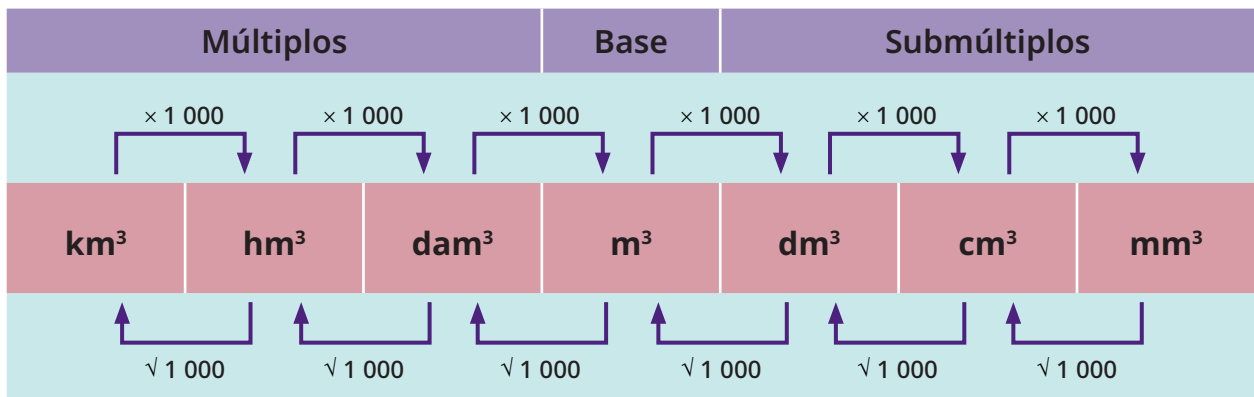 Múltiplos Base Submúltiplos
× 1 000 × 1 000 × 1 000 × 1 000 × 1 000 × 1 000
km³ hm³ dam³ m³ dm³ cm³ mm³
√ 1 000 √ 1 000 √ 1 000 √ 1 000 √ 1 000 √ 1 000